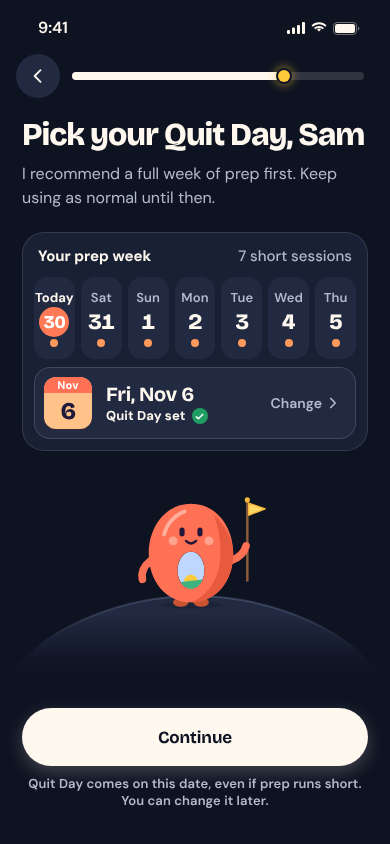 9:41
Pick your Quit Day, Sam
I recommend a full week of prep first. Keep
using as normal until then.
Your prep week
7 short sessions
Today Sat Sun Mon Tue Wed Thu
30 31 1 2 3 4 5
Nov
6
Fri, Nov 6
Quit Day set
Change
Continue
Quit Day comes on this date, even if prep runs short.
You can change it later.